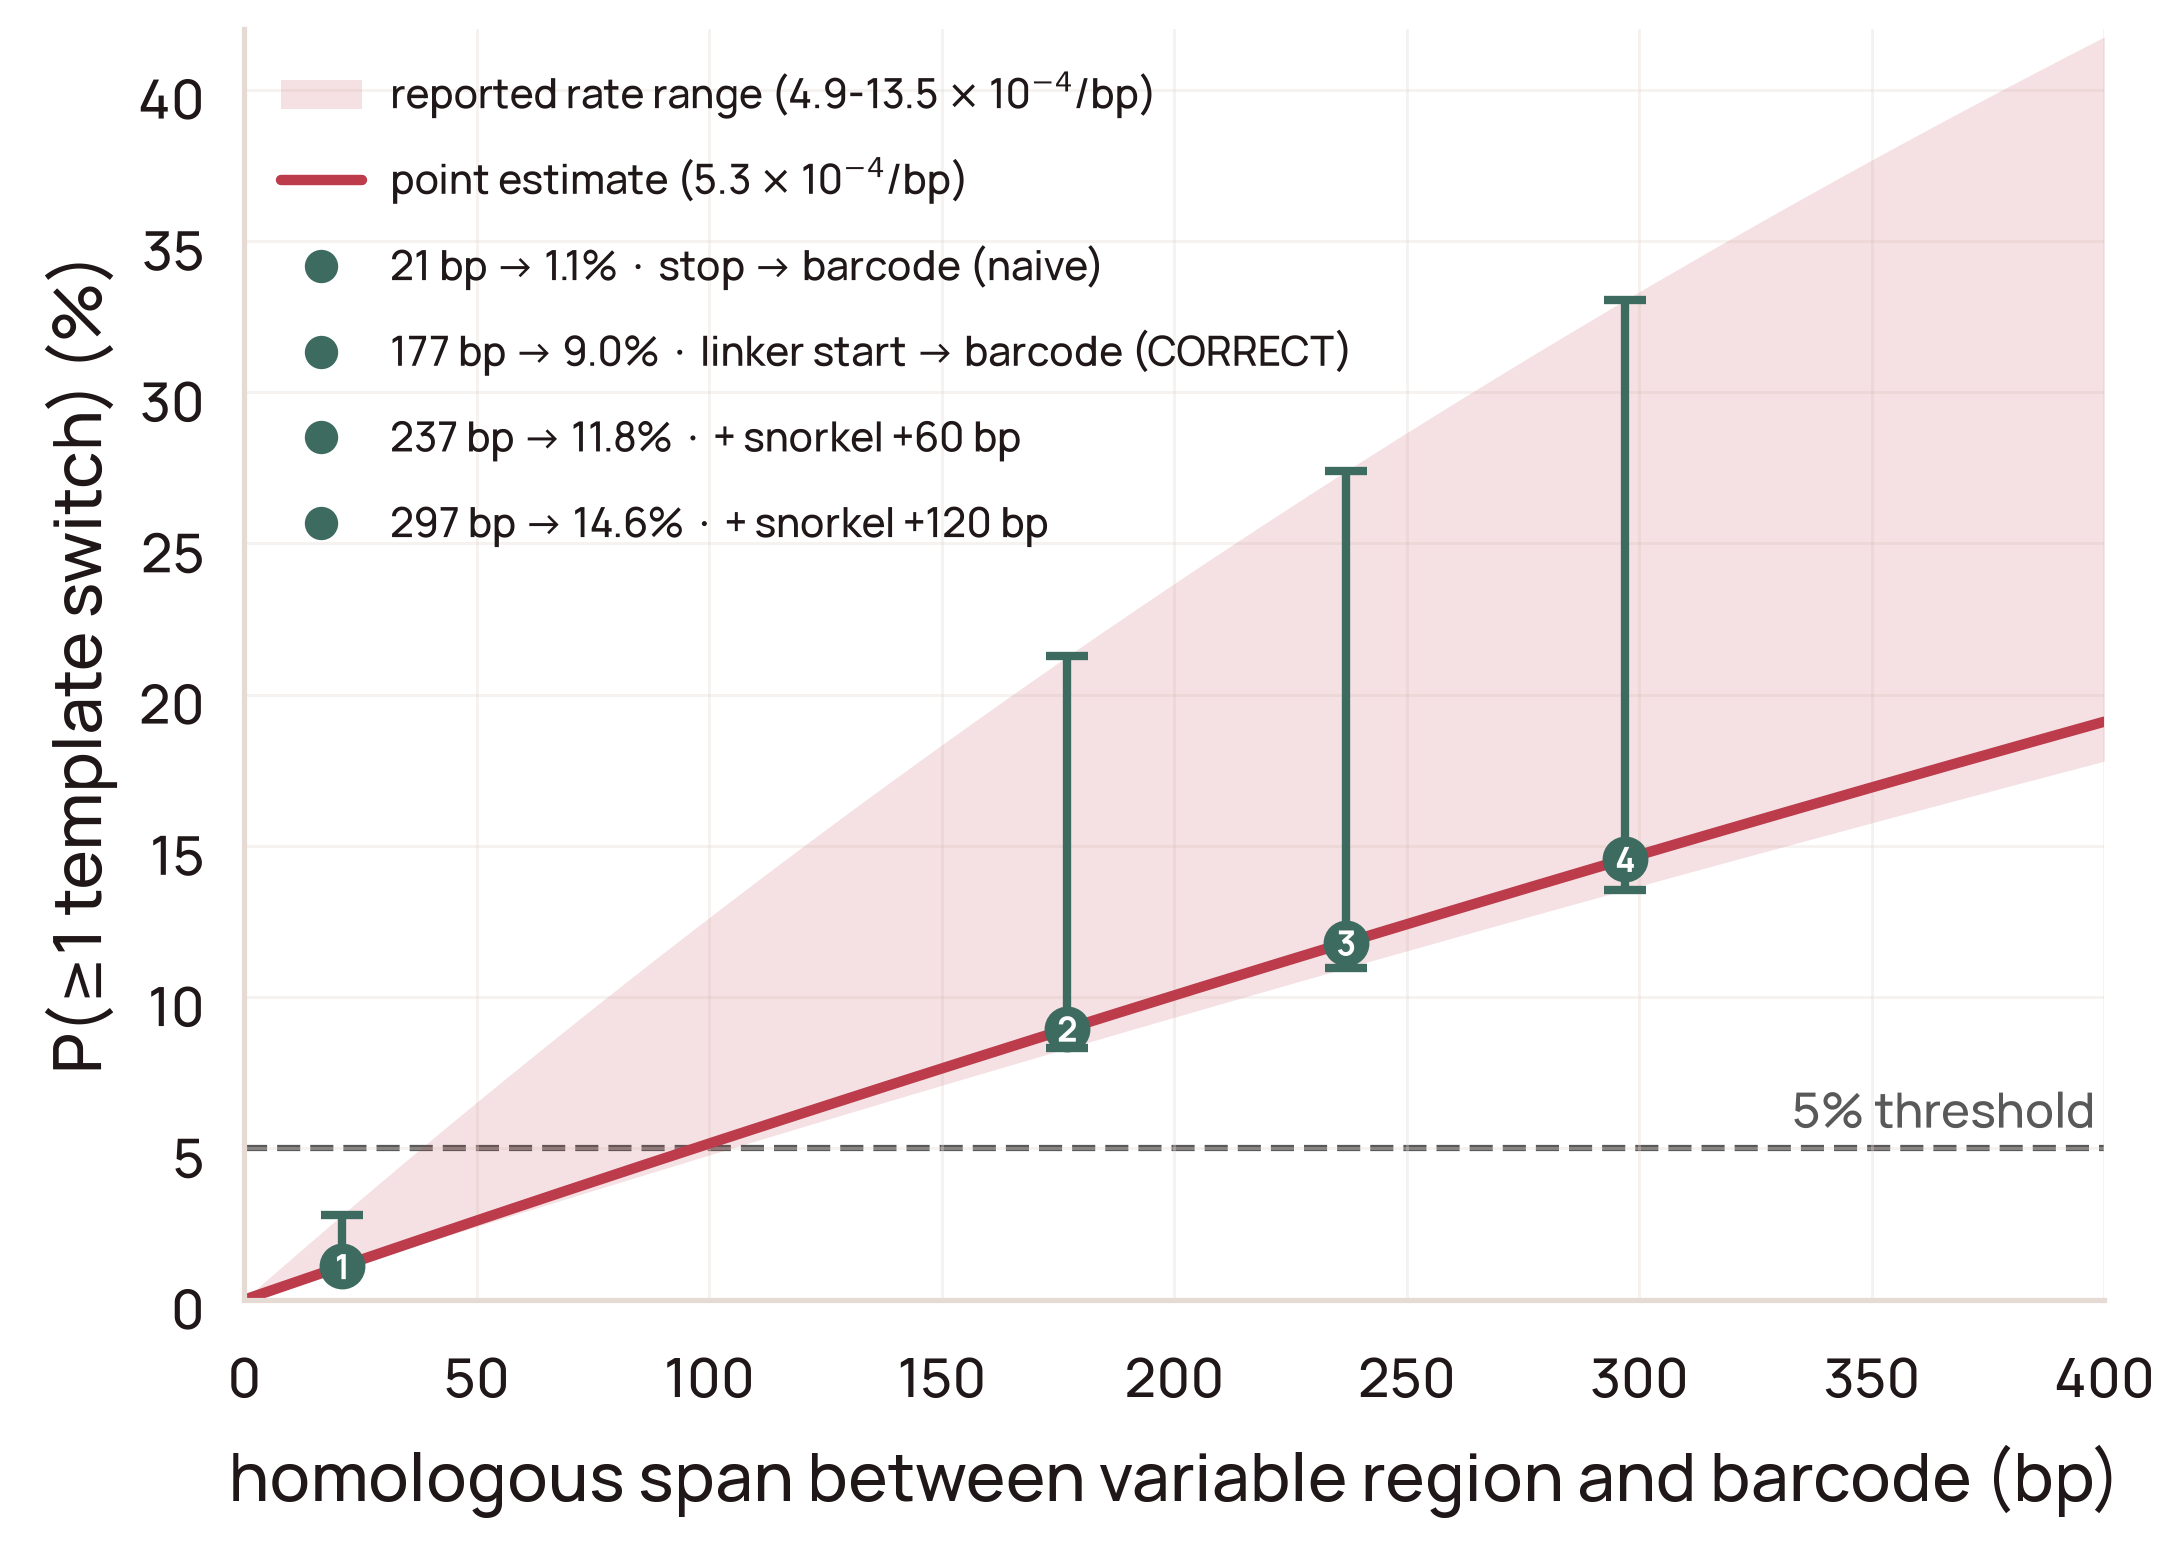 40
35
30
25
20
15
10
5
0
P(≥1 template switch) (%)
reported rate range (4.9-13.5 × 10⁻⁴/bp)
point estimate (5.3 × 10⁻⁴/bp)
21 bp → 1.1% · stop → barcode (naive)
177 bp → 9.0% · linker start → barcode (CORRECT)
237 bp → 11.8% · + snorkel +60 bp
297 bp → 14.6% · + snorkel +120 bp
4
3
2
5% threshold
1
0 50 100 150 200 250 300 350 400
homologous span between variable region and barcode (bp)